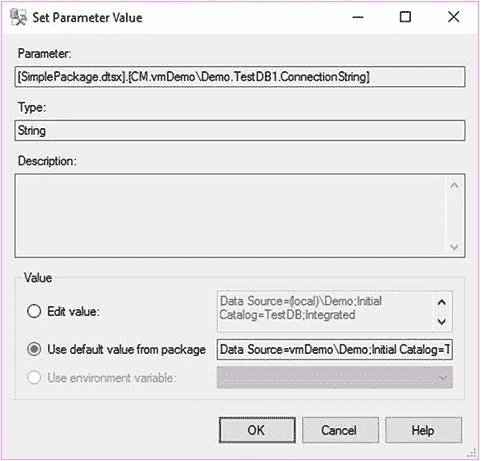 Set Parameter Value
Parameter:
[SimplePackage.dtsx].[CM.vmDemo\Demo.TestDB1.ConnectionString]
Type:
String
Description:
Value
Edit value:
Data Source=(local)\Demo;Initial
Catalog=TestDB;Integrated
Use default value from package
Data Source=vmDemo\Demo;Initial Catalog=T
Use environment variable:
OK
Cancel
Help